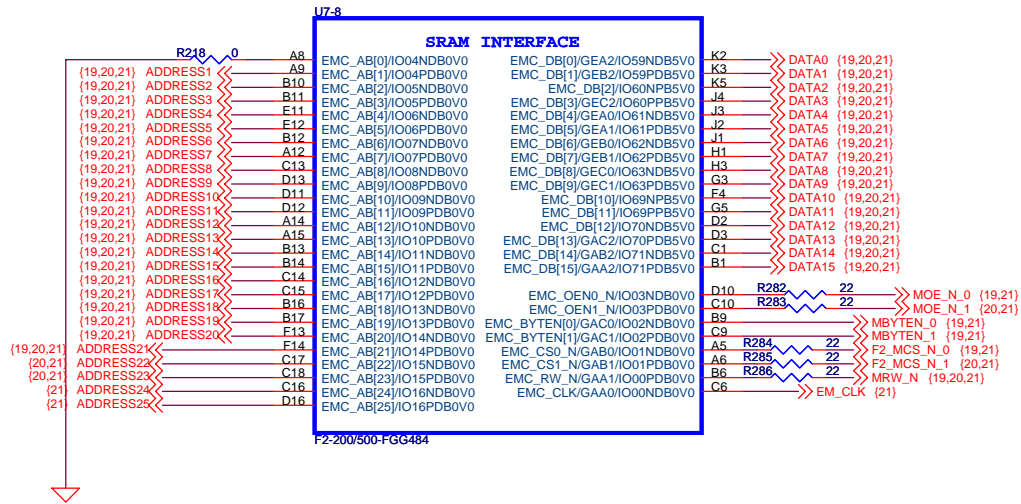 U7-8
SRAM INTERFACE
R218 0 A8 EMC_AB[0]/IO04NDB0V0 EMC_DB[0]/GEA2/IO59NDB5V0 K2 DATA0 {19,20,21}
{19,20,21} ADDRESS1 A9 EMC_AB[1]/IO04PDB0V0 EMC_DB[1]/GEB2/IO59PDB5V0 K3 DATA1 {19,20,21}
{19,20,21} ADDRESS2 B10 EMC_AB[2]/IO05NDB0V0 EMC_DB[2]/IO60NPB5V0 K5 DATA2 {19,20,21}
{19,20,21} ADDRESS3 B11 EMC_AB[3]/IO05PDB0V0 EMC_DB[3]/GEC2/IO60PPB5V0 J4 DATA3 {19,20,21}
{19,20,21} ADDRESS4 E11 EMC_AB[4]/IO06NDB0V0 EMC_DB[4]/GEA0/IO61NDB5V0 J3 DATA4 {19,20,21}
{19,20,21} ADDRESS5 E12 EMC_AB[5]/IO06PDB0V0 EMC_DB[5]/GEA1/IO61PDB5V0 J2 DATA5 {19,20,21}
{19,20,21} ADDRESS6 B12 EMC_AB[6]/IO07NDB0V0 EMC_DB[6]/GEB0/IO62NDB5V0 J1 DATA6 {19,20,21}
{19,20,21} ADDRESS7 A12 EMC_AB[7]/IO07PDB0V0 EMC_DB[7]/GEB1/IO62PDB5V0 H1 DATA7 {19,20,21}
{19,20,21} ADDRESS8 C13 EMC_AB[8]/IO08NDB0V0 EMC_DB[8]/GEC0/IO63NDB5V0 H3 DATA8 {19,20,21}
{19,20,21} ADDRESS9 D13 EMC_AB[9]/IO08PDB0V0 EMC_DB[9]/GEC1/IO63PDB5V0 G3 DATA9 {19,20,21}
{19,20,21} ADDRESS10 D11 EMC_AB[10]/IO09NDB0V0 EMC_DB[10]/IO69NPB5V0 F4 DATA10 {19,20,21}
{19,20,21} ADDRESS11 D12 EMC_AB[11]/IO09PDB0V0 EMC_DB[11]/IO69PPB5V0 G5 DATA11 {19,20,21}
{19,20,21} ADDRESS12 A14 EMC_AB[12]/IO10NDB0V0 EMC_DB[12]/IO70NDB5V0 D2 DATA12 {19,20,21}
{19,20,21} ADDRESS13 A15 EMC_AB[13]/IO10PDB0V0 EMC_DB[13]/GAC2/IO70PDB5V0 D3 DATA13 {19,20,21}
{19,20,21} ADDRESS14 B13 EMC_AB[14]/IO11NDB0V0 EMC_DB[14]/GAB2/IO71NDB5V0 C1 DATA14 {19,20,21}
{19,20,21} ADDRESS15 B14 EMC_AB[15]/IO11PDB0V0 EMC_DB[15]/GAA2/IO71PDB5V0 B1 DATA15 {19,20,21}
{19,20,21} ADDRESS16 C14 EMC_AB[16]/IO12NDB0V0
{19,20,21} ADDRESS17 C15 EMC_AB[17]/IO12PDB0V0 EMC_OEN0_N/IO03NDB0V0 D10 R282 22 MOE_N_0 {19,21}
{19,20,21} ADDRESS18 B16 EMC_AB[18]/IO13NDB0V0 EMC_OEN1_N/IO03PDB0V0 C10 R283 22 MOE_N_1 {20,21}
{19,20,21} ADDRESS19 B17 EMC_AB[19]/IO13PDB0V0 EMC_BYTEN[0]/GAC0/IO02NDB0V0 B9 MBYTEN_0 {19,21}
{19,20,21} ADDRESS20 F13 EMC_AB[20]/IO14NDB0V0 EMC_BYTEN[1]/GAC1/IO02PDB0V0 C9 MBYTEN_1 {19,21}
{19,20,21} ADDRESS21 F14 EMC_AB[21]/IO14PDB0V0 EMC_CS0_N/GAB0/IO01NDB0V0 A5 R284 22 F2_MCS_N_0 {19,21}
{20,21} ADDRESS22 C17 EMC_AB[22]/IO15NDB0V0 EMC_CS1_N/GAB1/IO01PDB0V0 A6 R285 22 F2_MCS_N_1 {20,21}
{20,21} ADDRESS23 C18 EMC_AB[23]/IO15PDB0V0 EMC_RW_N/GAA1/IO00PDB0V0 B6 R286 22 MRW_N {19,20,21}
{21} ADDRESS24 C16 EMC_AB[24]/IO16NDB0V0 EMC_CLK/GAA0/IO00NDB0V0 C6 EM_CLK {21}
{21} ADDRESS25 D16 EMC_AB[25]/IO16PDB0V0
F2-200/500-FGG484